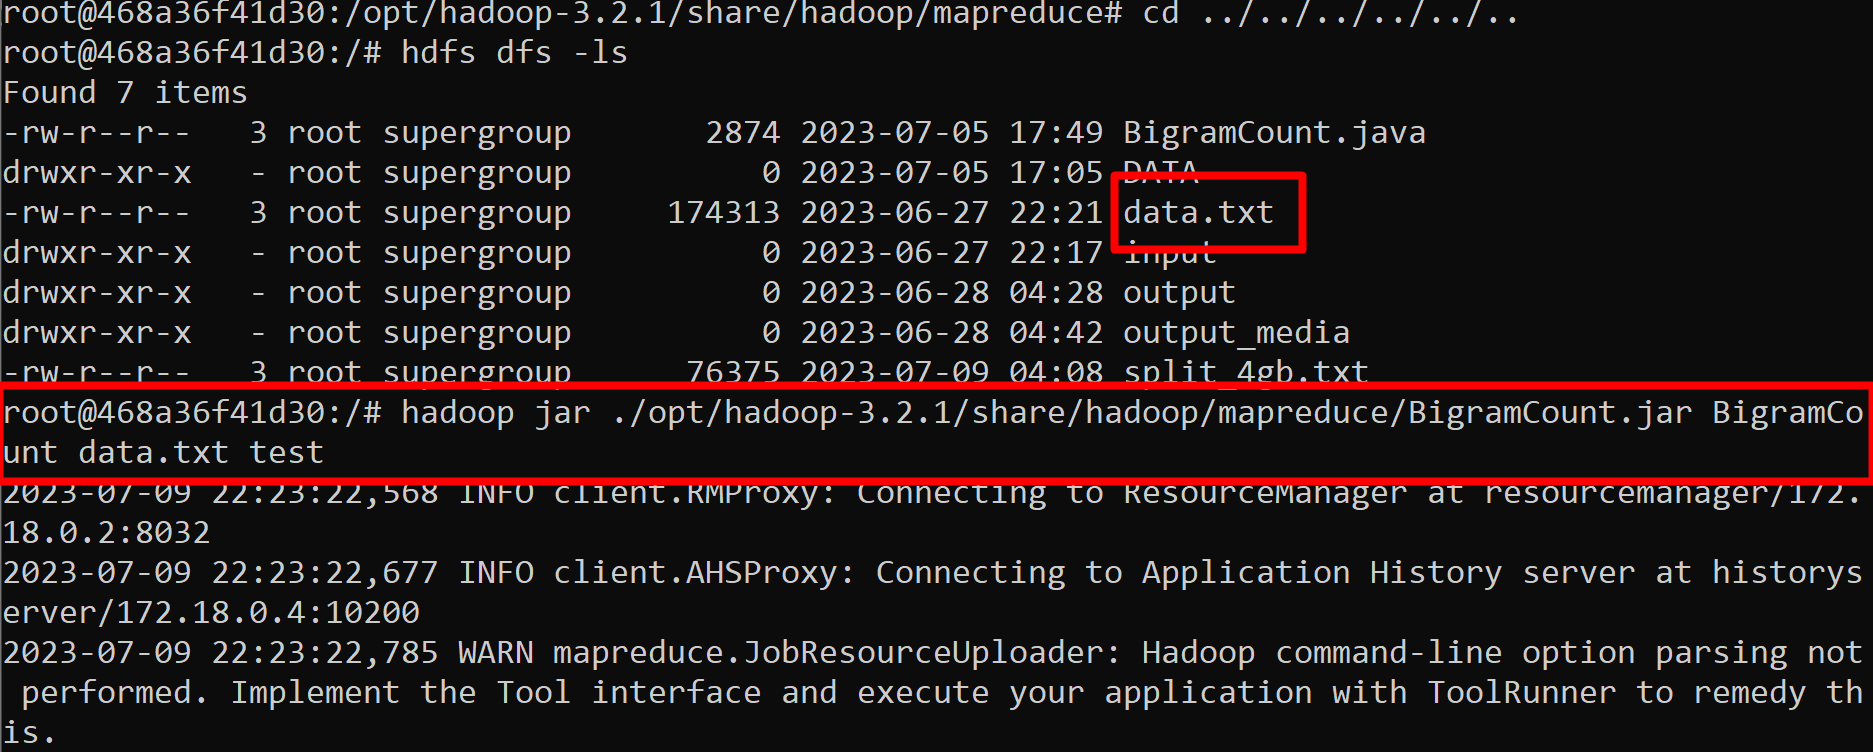 root@468a36f41d30:/opt/hadoop-3.2.1/share/hadoop/mapreduce# cd ../../../../../..
root@468a36f41d30:/# hdfs dfs -ls
Found 7 items
-rw-r--r--   3 root supergroup       2874 2023-07-05 17:49 BigramCount.java
drwxr-xr-x   - root supergroup          0 2023-07-05 17:05 DATA
-rw-r--r--   3 root supergroup     174313 2023-06-27 22:21 data.txt
drwxr-xr-x   - root supergroup          0 2023-06-27 22:17 input
drwxr-xr-x   - root supergroup          0 2023-06-28 04:28 output
drwxr-xr-x   - root supergroup          0 2023-06-28 04:42 output_media
-rw-r--r--   3 root supergroup      76375 2023-07-09 04:08 split_4gb.txt
root@468a36f41d30:/# hadoop jar ./opt/hadoop-3.2.1/share/hadoop/mapreduce/BigramCount.jar BigramCo
unt data.txt test
2023-07-09 22:23:22,568 INFO client.RMProxy: Connecting to ResourceManager at resourcemanager/172.
18.0.2:8032
2023-07-09 22:23:22,677 INFO client.AHSProxy: Connecting to Application History server at historys
erver/172.18.0.4:10200
2023-07-09 22:23:22,785 WARN mapreduce.JobResourceUploader: Hadoop command-line option parsing not
 performed. Implement the Tool interface and execute your application with ToolRunner to remedy th
is.